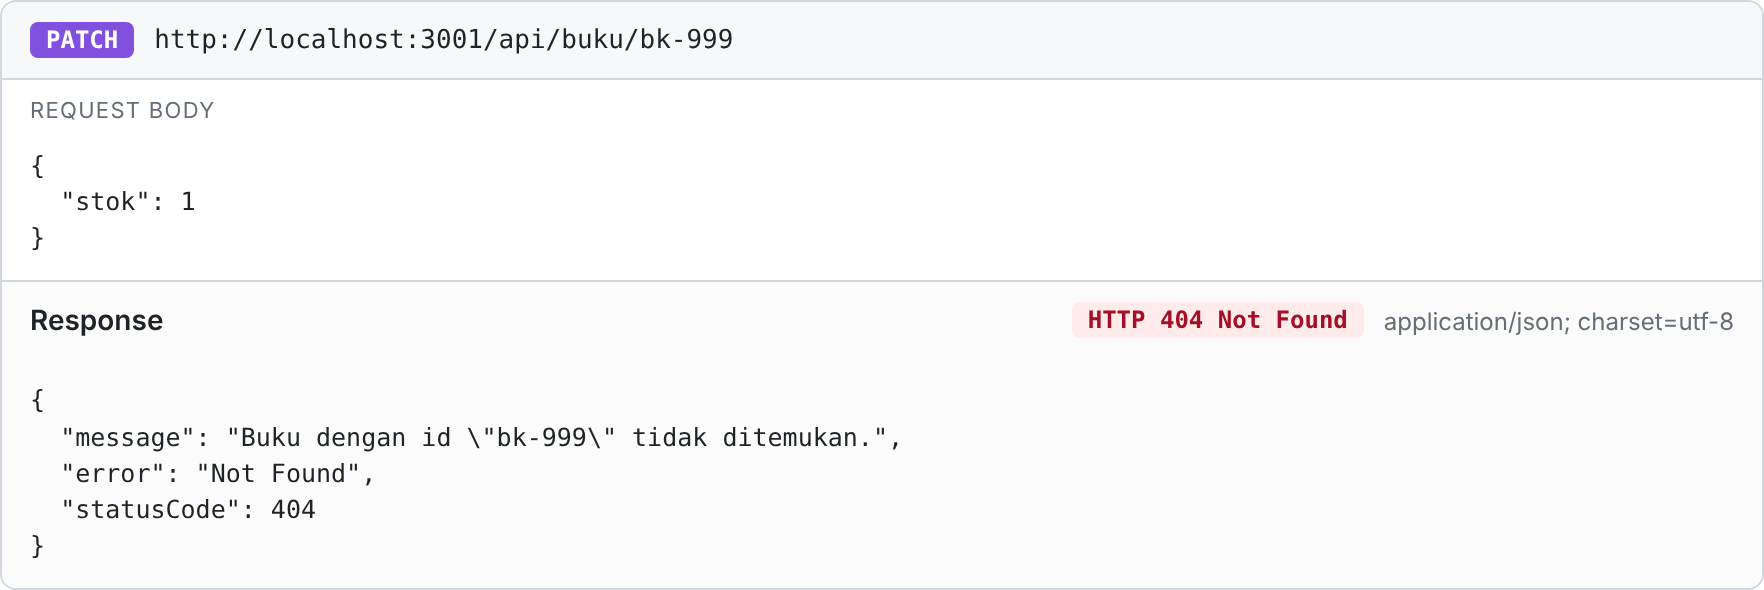 PATCH http://localhost:3001/api/buku/bk-999
REQUEST BODY
{
  "stok": 1
}
Response HTTP 404 Not Found application/json; charset=utf-8
{
  "message": "Buku dengan id \"bk-999\" tidak ditemukan.",
  "error": "Not Found",
  "statusCode": 404
}